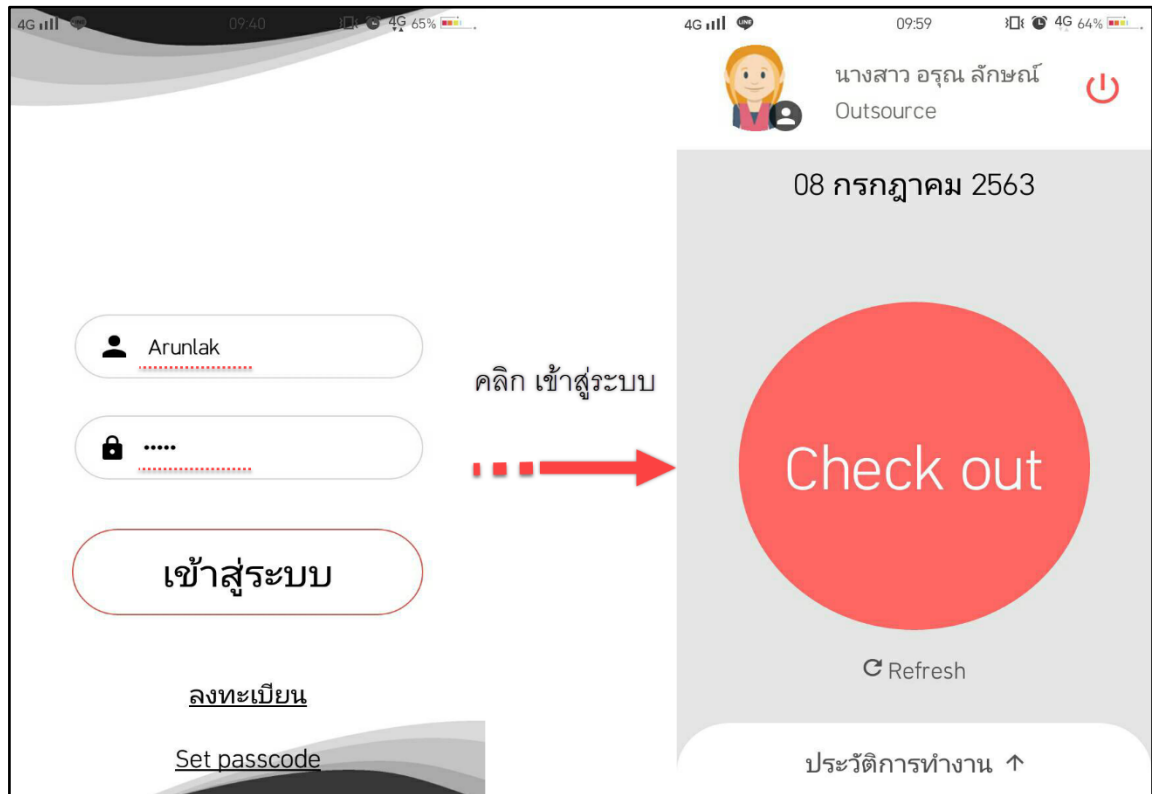 4G 09:40 4G 65%
Arunlak
•••••
เข้าสู่ระบบ
ลงทะเบียน
Set passcode
คลิก เข้าสู่ระบบ
4G LINE 09:59 4G 64%
นางสาว อรุณ ลักษณ์
Outsource
08 กรกฎาคม 2563
Check out
Refresh
ประวัติการทำงาน ↑